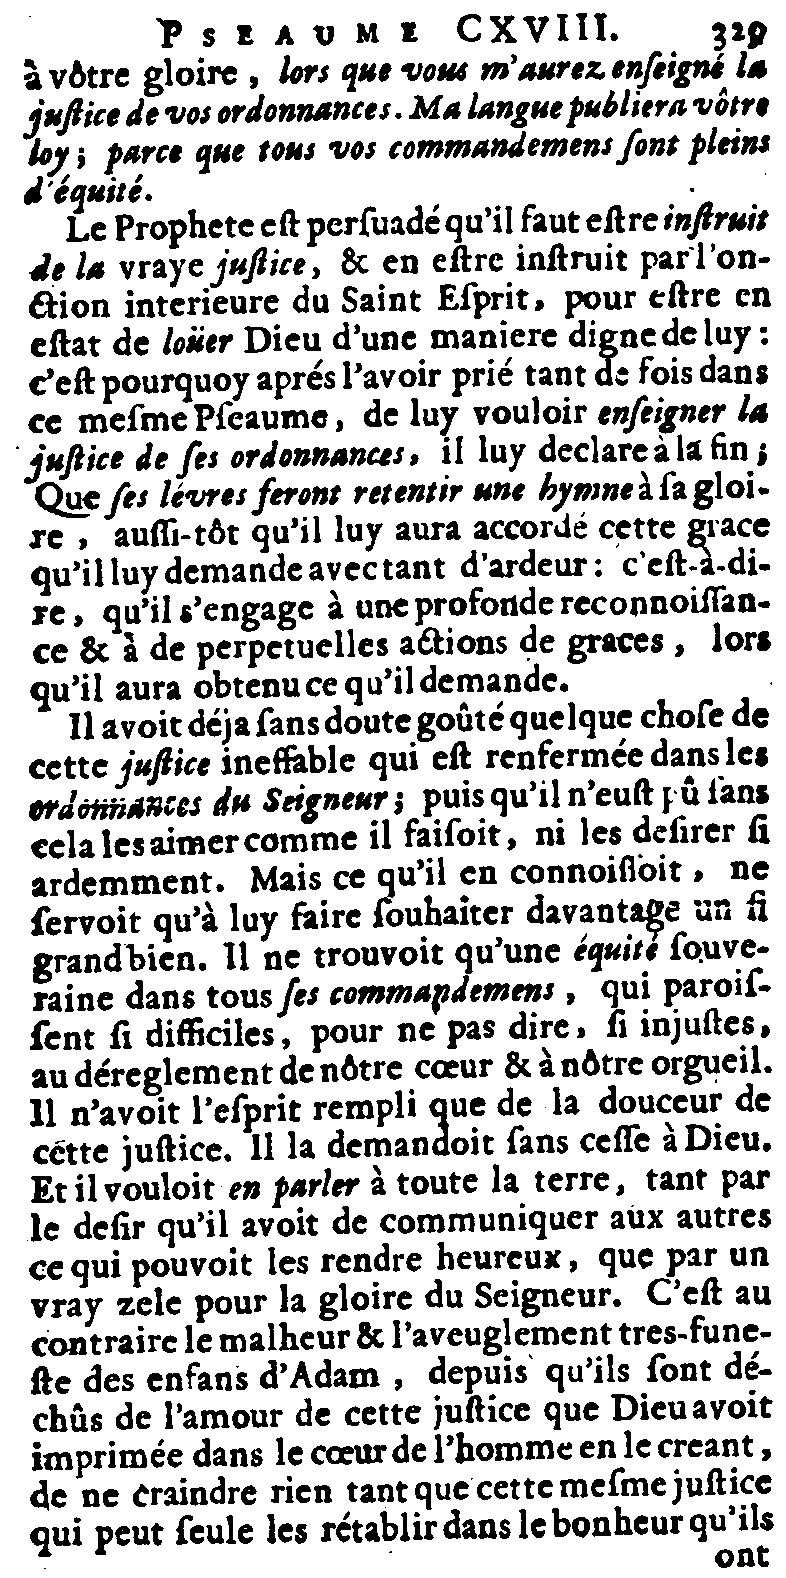 PSEAUME CXVIII. 329
à vôtre gloire, lors que vous m'aurez enſeigné la
juſtice de vos ordonnances. Ma langue publiera vôtre
loy; parce que tous vos commandemens ſont pleins
d'équité.
Le Prophete eſt perſuadé qu'il faut eſtre inſtruit
de la vraye juſtice, & en eſtre inſtruit par l'on-
ction interieure du Saint Eſprit, pour eſtre en
eſtat de loüer Dieu d'une maniere digne de luy:
c'eſt pourquoy aprés l'avoir prié tant de fois dans
ce meſme Pſeaume, de luy vouloir enſeigner la
juſtice de ſes ordonnances, il luy declare à la fin;
Que ſes lévres feront retentir une hymne à ſa gloi-
re, auſſi-tôt qu'il luy aura accordé cette grace
qu'il luy demande avec tant d'ardeur: c'eſt-à-di-
re, qu'il s'engage à une profonde reconnoiſſan-
ce & à de perpetuelles actions de graces, lors
qu'il aura obtenu ce qu'il demande.
Il avoit déja ſans doute goûté quelque choſe de
cette juſtice ineffable qui eſt renfermée dans les
ordonnances du Seigneur; puis qu'il n'euſt pû ſans
cela les aimer comme il faiſoit, ni les deſirer ſi
ardemment. Mais ce qu'il en connoiſſoit, ne
ſervoit qu'à luy faire ſouhaiter davantage un ſi
grand bien. Il ne trouvoit qu'une équité ſouve-
raine dans tous ſes commandemens, qui paroiſ-
ſent ſi difficiles, pour ne pas dire, ſi injuſtes,
au déreglement de nôtre cœur & à nôtre orgueil.
Il n'avoit l'eſprit rempli que de la douceur de
cette juſtice. Il la demandoit ſans ceſſe à Dieu.
Et il vouloit en parler à toute la terre, tant par
le deſir qu'il avoit de communiquer aux autres
ce qui pouvoit les rendre heureux, que par un
vray zele pour la gloire du Seigneur. C'eſt au
contraire le malheur & l'aveuglement tres-fune-
ſte des enfans d'Adam, depuis qu'ils ſont dé-
chûs de l'amour de cette juſtice que Dieu avoit
imprimée dans le cœur de l'homme en le creant,
de ne craindre rien tant que cette meſme juſtice
qui peut ſeule les rétablir dans le bonheur qu'ils
ont